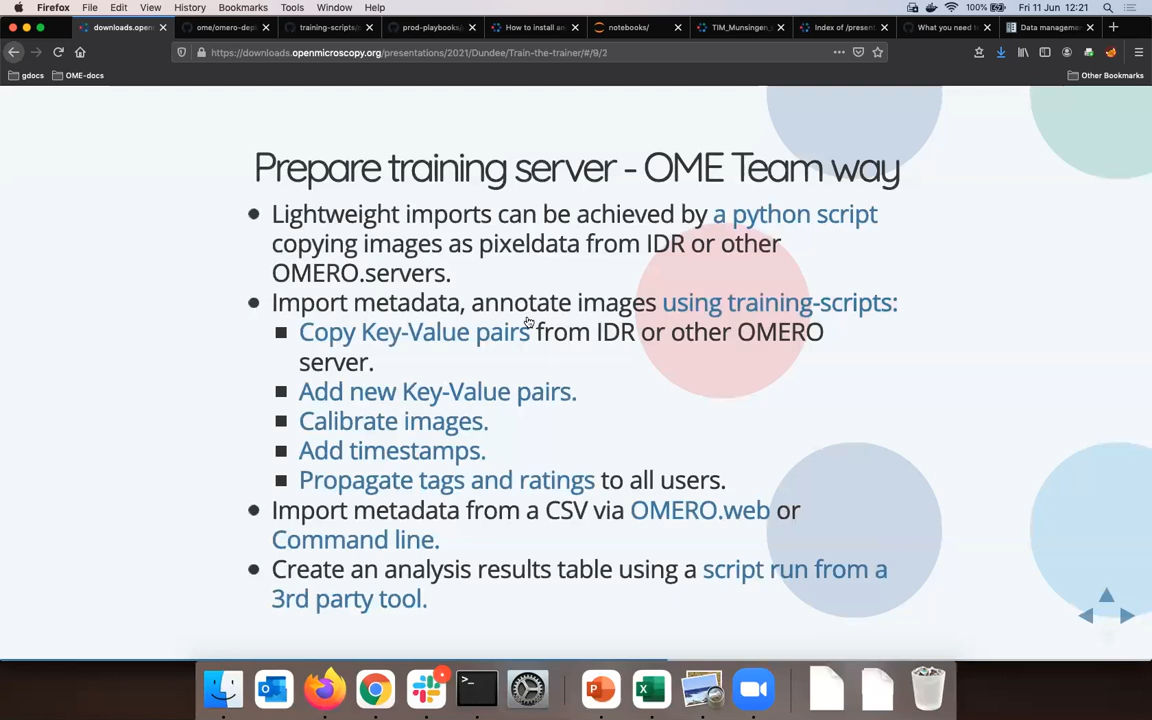 Firefox File Edit View History Bookmarks Tools Window Help 100% Fri 11 Jun 12:21
downloads.open ome/omero-dep training-scripts/ prod-playbooks/ How to install an notebooks/ TIM_Munsingen_ Index of /present What you need t Data managemen
https://downloads.openmicroscopy.org/presentations/2021/Dundee/Train-the-trainer/#/9/2
gdocs OME-docs Other Bookmarks
Prepare training server - OME Team way
Lightweight imports can be achieved by a python script
copying images as pixeldata from IDR or other
OMERO.servers.
Import metadata, annotate images using training-scripts:
Copy Key-Value pairs from IDR or other OMERO
server.
Add new Key-Value pairs.
Calibrate images.
Add timestamps.
Propagate tags and ratings to all users.
Import metadata from a CSV via OMERO.web or
Command line.
Create an analysis results table using a script run from a
3rd party tool.